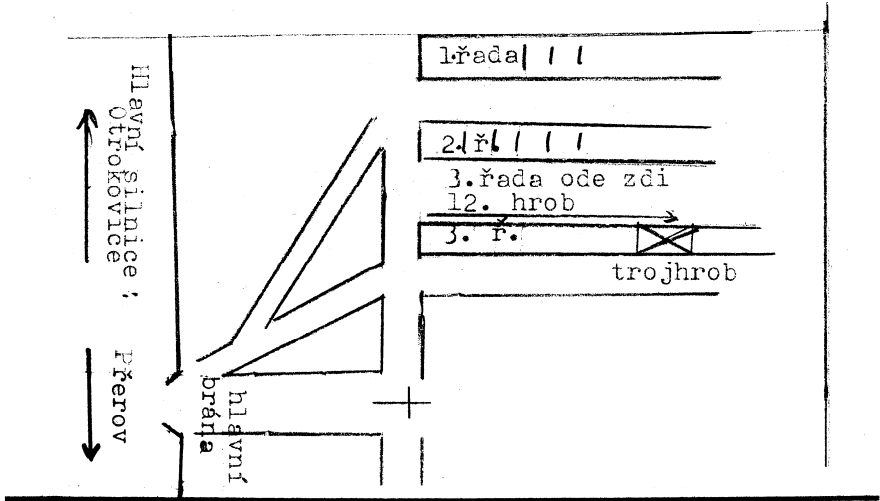 Hlavní silnice;
Otrokovice
Přerov
hlavní
brána
1.řada
2. ř.
3.řada ode zdi
12. hrob
3. ř.
trojhrob